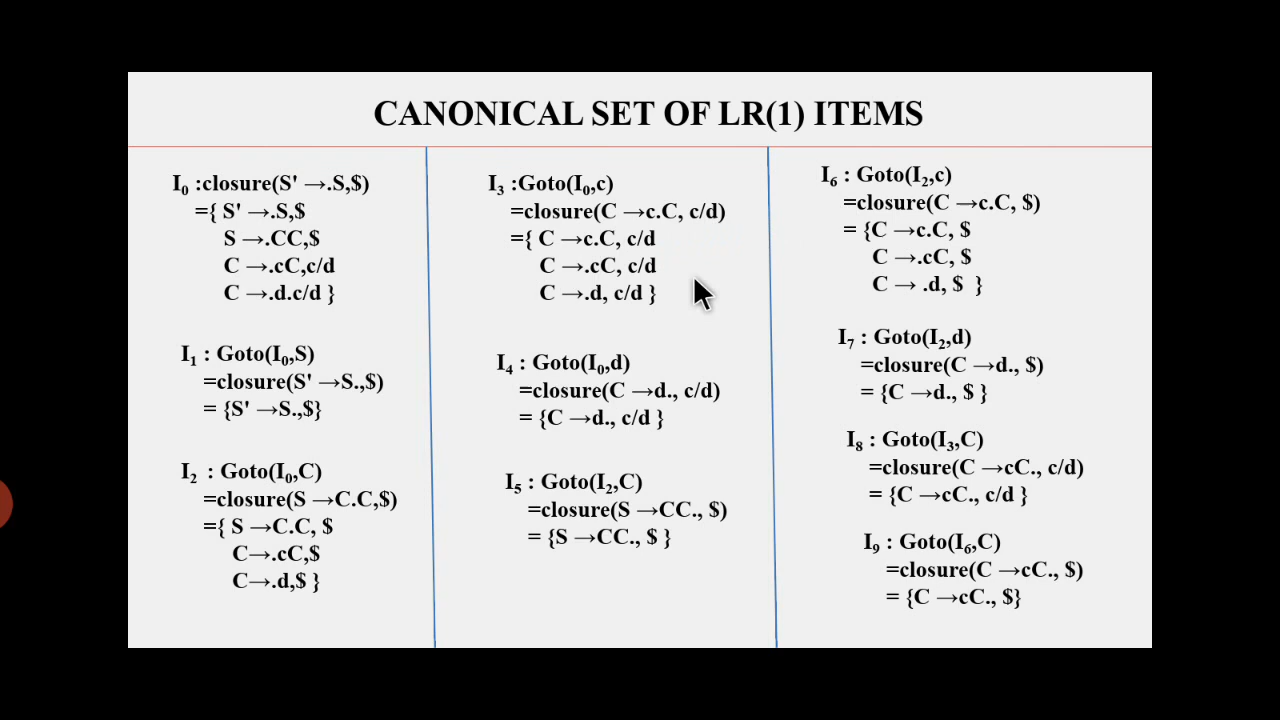 CANONICAL SET OF LR(1) ITEMS
I₀ :closure(S' →.S,$)
={ S' →.S,$
S →.CC,$
C →.cC,c/d
C →.d.c/d }
I₁ : Goto(I₀,S)
=closure(S' →S.,$)
= {S' →S.,$}
I₂ : Goto(I₀,C)
=closure(S →C.C,$)
={ S →C.C, $
C→.cC,$
C→.d,$ }
I₃ :Goto(I₀,c)
=closure(C →c.C, c/d)
={ C →c.C, c/d
C →.cC, c/d
C →.d, c/d }
I₄ : Goto(I₀,d)
=closure(C →d., c/d)
= {C →d., c/d }
I₅ : Goto(I₂,C)
=closure(S →CC., $)
= {S →CC., $ }
I₆ : Goto(I₂,c)
=closure(C →c.C, $)
= {C →c.C, $
C →.cC, $
C → .d, $ }
I₇ : Goto(I₂,d)
=closure(C →d., $)
= {C →d., $ }
I₈ : Goto(I₃,C)
=closure(C →cC., c/d)
= {C →cC., c/d }
I₉ : Goto(I₆,C)
=closure(C →cC., $)
= {C →cC., $}